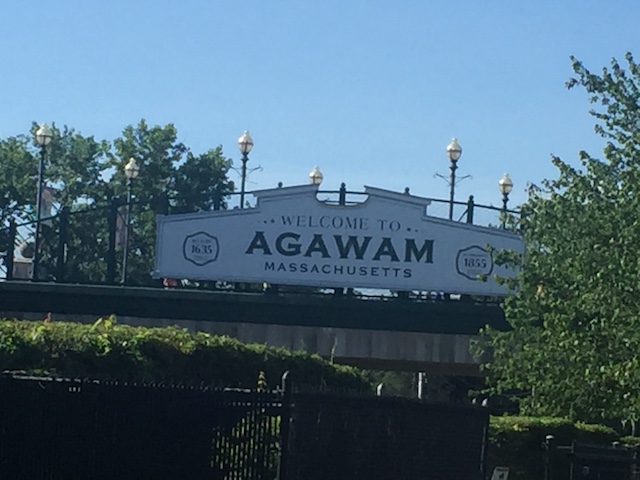 WELCOME TO
AGAWAM
MASSACHUSETTS
1635
1855